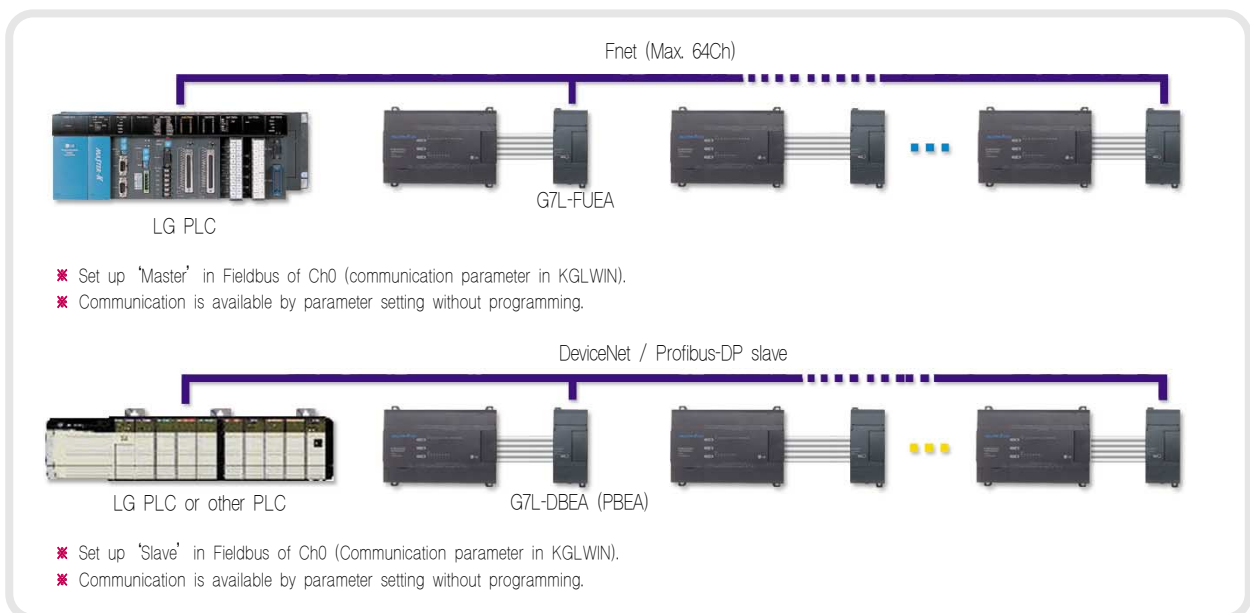 Fnet (Max. 64Ch)
G7L-FUEA
LG PLC
※ Set up 'Master' in Fieldbus of Ch0 (communication parameter in KGLWIN).
※ Communication is available by parameter setting without programming.
DeviceNet / Profibus-DP slave
LG PLC or other PLC
G7L-DBEA (PBEA)
※ Set up 'Slave' in Fieldbus of Ch0 (Communication parameter in KGLWIN).
※ Communication is available by parameter setting without programming.